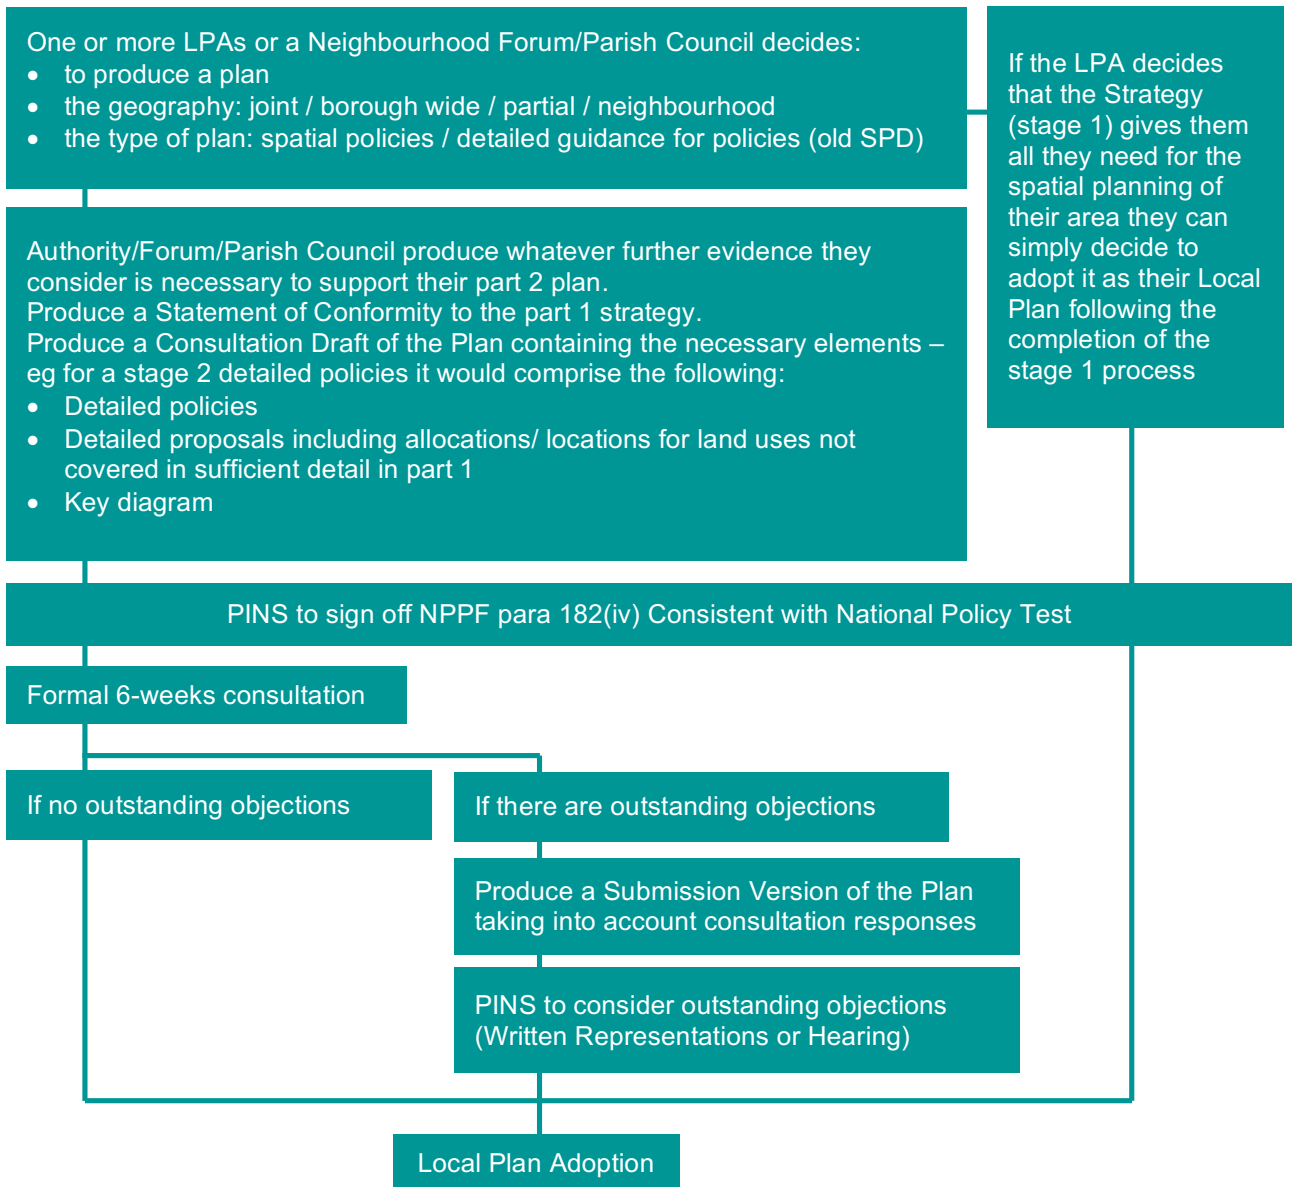 One or more LPAs or a Neighbourhood Forum/Parish Council decides:
• to produce a plan
• the geography: joint / borough wide / partial / neighbourhood
• the type of plan: spatial policies / detailed guidance for policies (old SPD)
If the LPA decides
that the Strategy
(stage 1) gives them
all they need for the
spatial planning of
their area they can
simply decide to
adopt it as their Local
Plan following the
completion of the
stage 1 process
Authority/Forum/Parish Council produce whatever further evidence they
consider is necessary to support their part 2 plan.
Produce a Statement of Conformity to the part 1 strategy.
Produce a Consultation Draft of the Plan containing the necessary elements –
eg for a stage 2 detailed policies it would comprise the following:
• Detailed policies
• Detailed proposals including allocations/ locations for land uses not
covered in sufficient detail in part 1
• Key diagram
PINS to sign off NPPF para 182(iv) Consistent with National Policy Test
Formal 6-weeks consultation
If no outstanding objections
If there are outstanding objections
Produce a Submission Version of the Plan
taking into account consultation responses
PINS to consider outstanding objections
(Written Representations or Hearing)
Local Plan Adoption